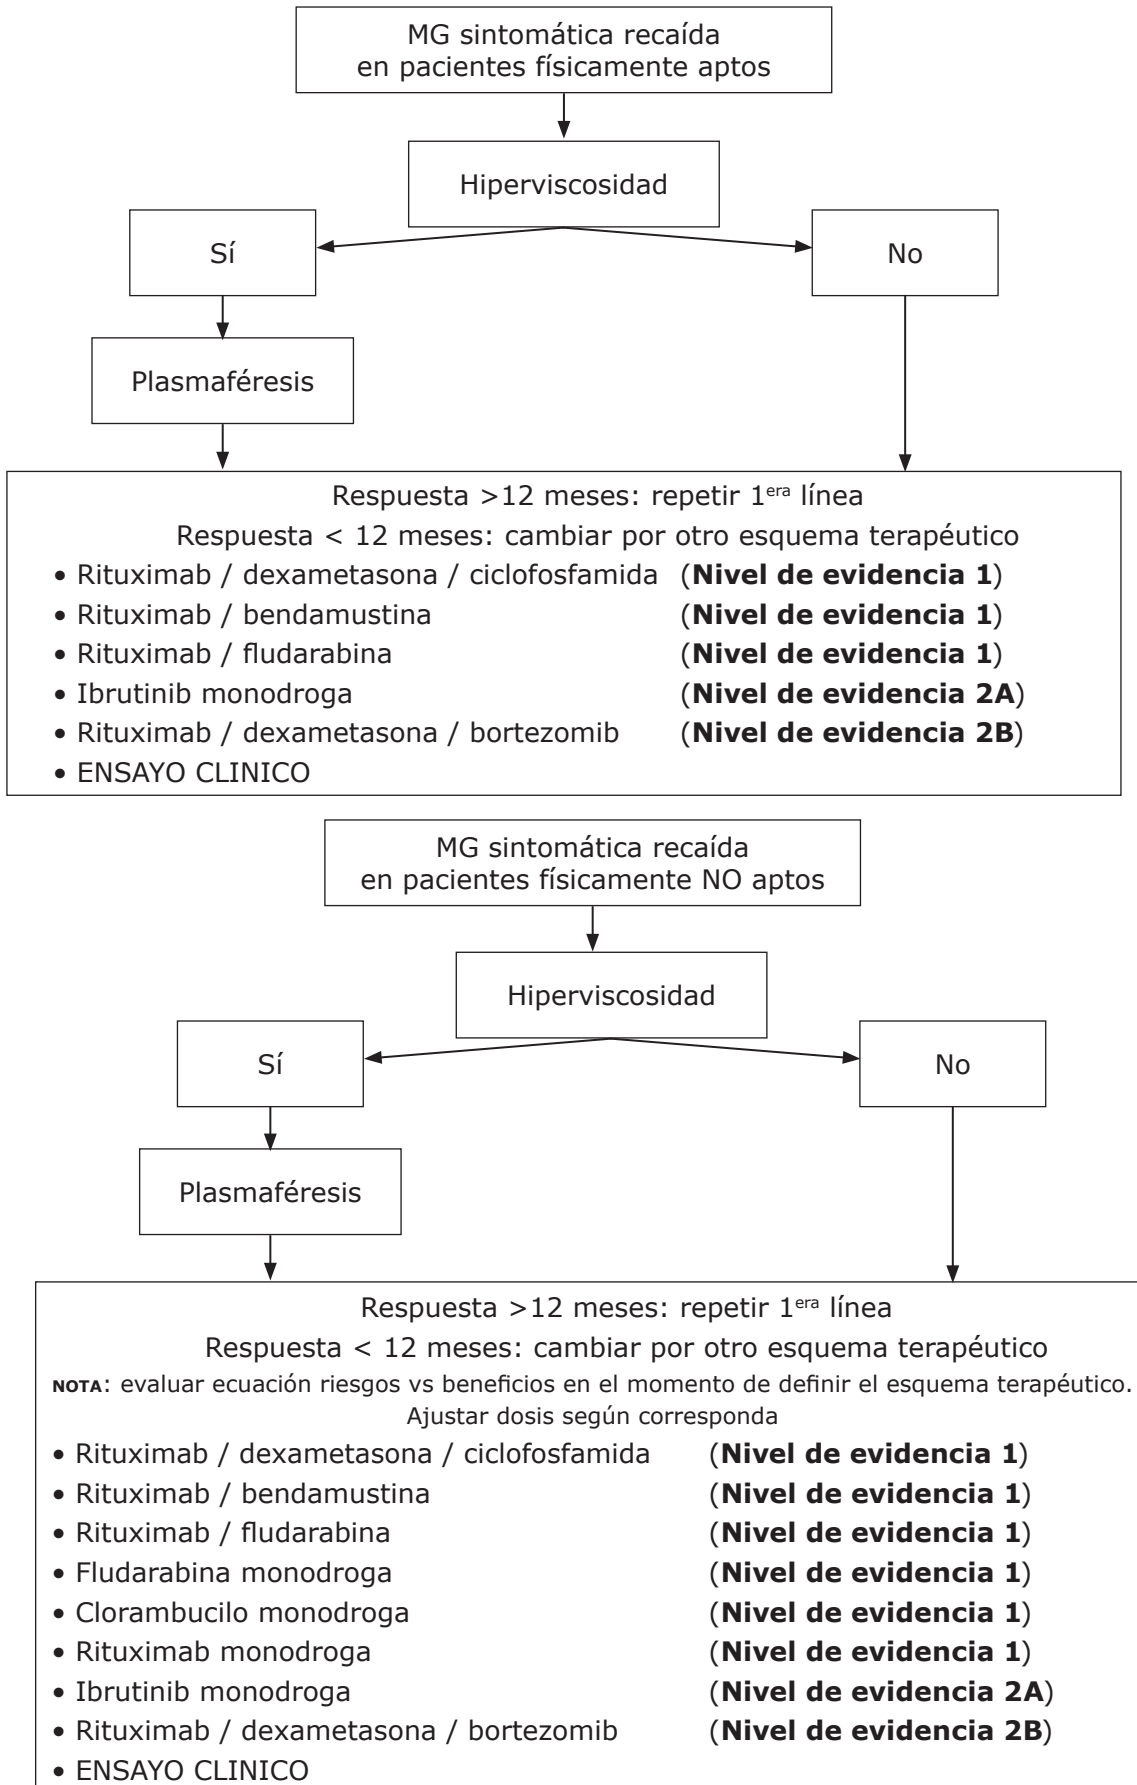 MG sintomática recaída
en pacientes físicamente aptos
Hiperviscosidad
Sí
No
Plasmaféresis
Respuesta >12 meses: repetir 1era línea
Respuesta < 12 meses: cambiar por otro esquema terapéutico
• Rituximab / dexametasona / ciclofosfamida (Nivel de evidencia 1)
• Rituximab / bendamustina (Nivel de evidencia 1)
• Rituximab / fludarabina (Nivel de evidencia 1)
• Ibrutinib monodroga (Nivel de evidencia 2A)
• Rituximab / dexametasona / bortezomib (Nivel de evidencia 2B)
• ENSAYO CLINICO
MG sintomática recaída
en pacientes físicamente NO aptos
Hiperviscosidad
Sí
No
Plasmaféresis
Respuesta >12 meses: repetir 1era línea
Respuesta < 12 meses: cambiar por otro esquema terapéutico
NOTA: evaluar ecuación riesgos vs beneficios en el momento de definir el esquema terapéutico.
Ajustar dosis según corresponda
• Rituximab / dexametasona / ciclofosfamida (Nivel de evidencia 1)
• Rituximab / bendamustina (Nivel de evidencia 1)
• Rituximab / fludarabina (Nivel de evidencia 1)
• Fludarabina monodroga (Nivel de evidencia 1)
• Clorambucilo monodroga (Nivel de evidencia 1)
• Rituximab monodroga (Nivel de evidencia 1)
• Ibrutinib monodroga (Nivel de evidencia 2A)
• Rituximab / dexametasona / bortezomib (Nivel de evidencia 2B)
• ENSAYO CLINICO